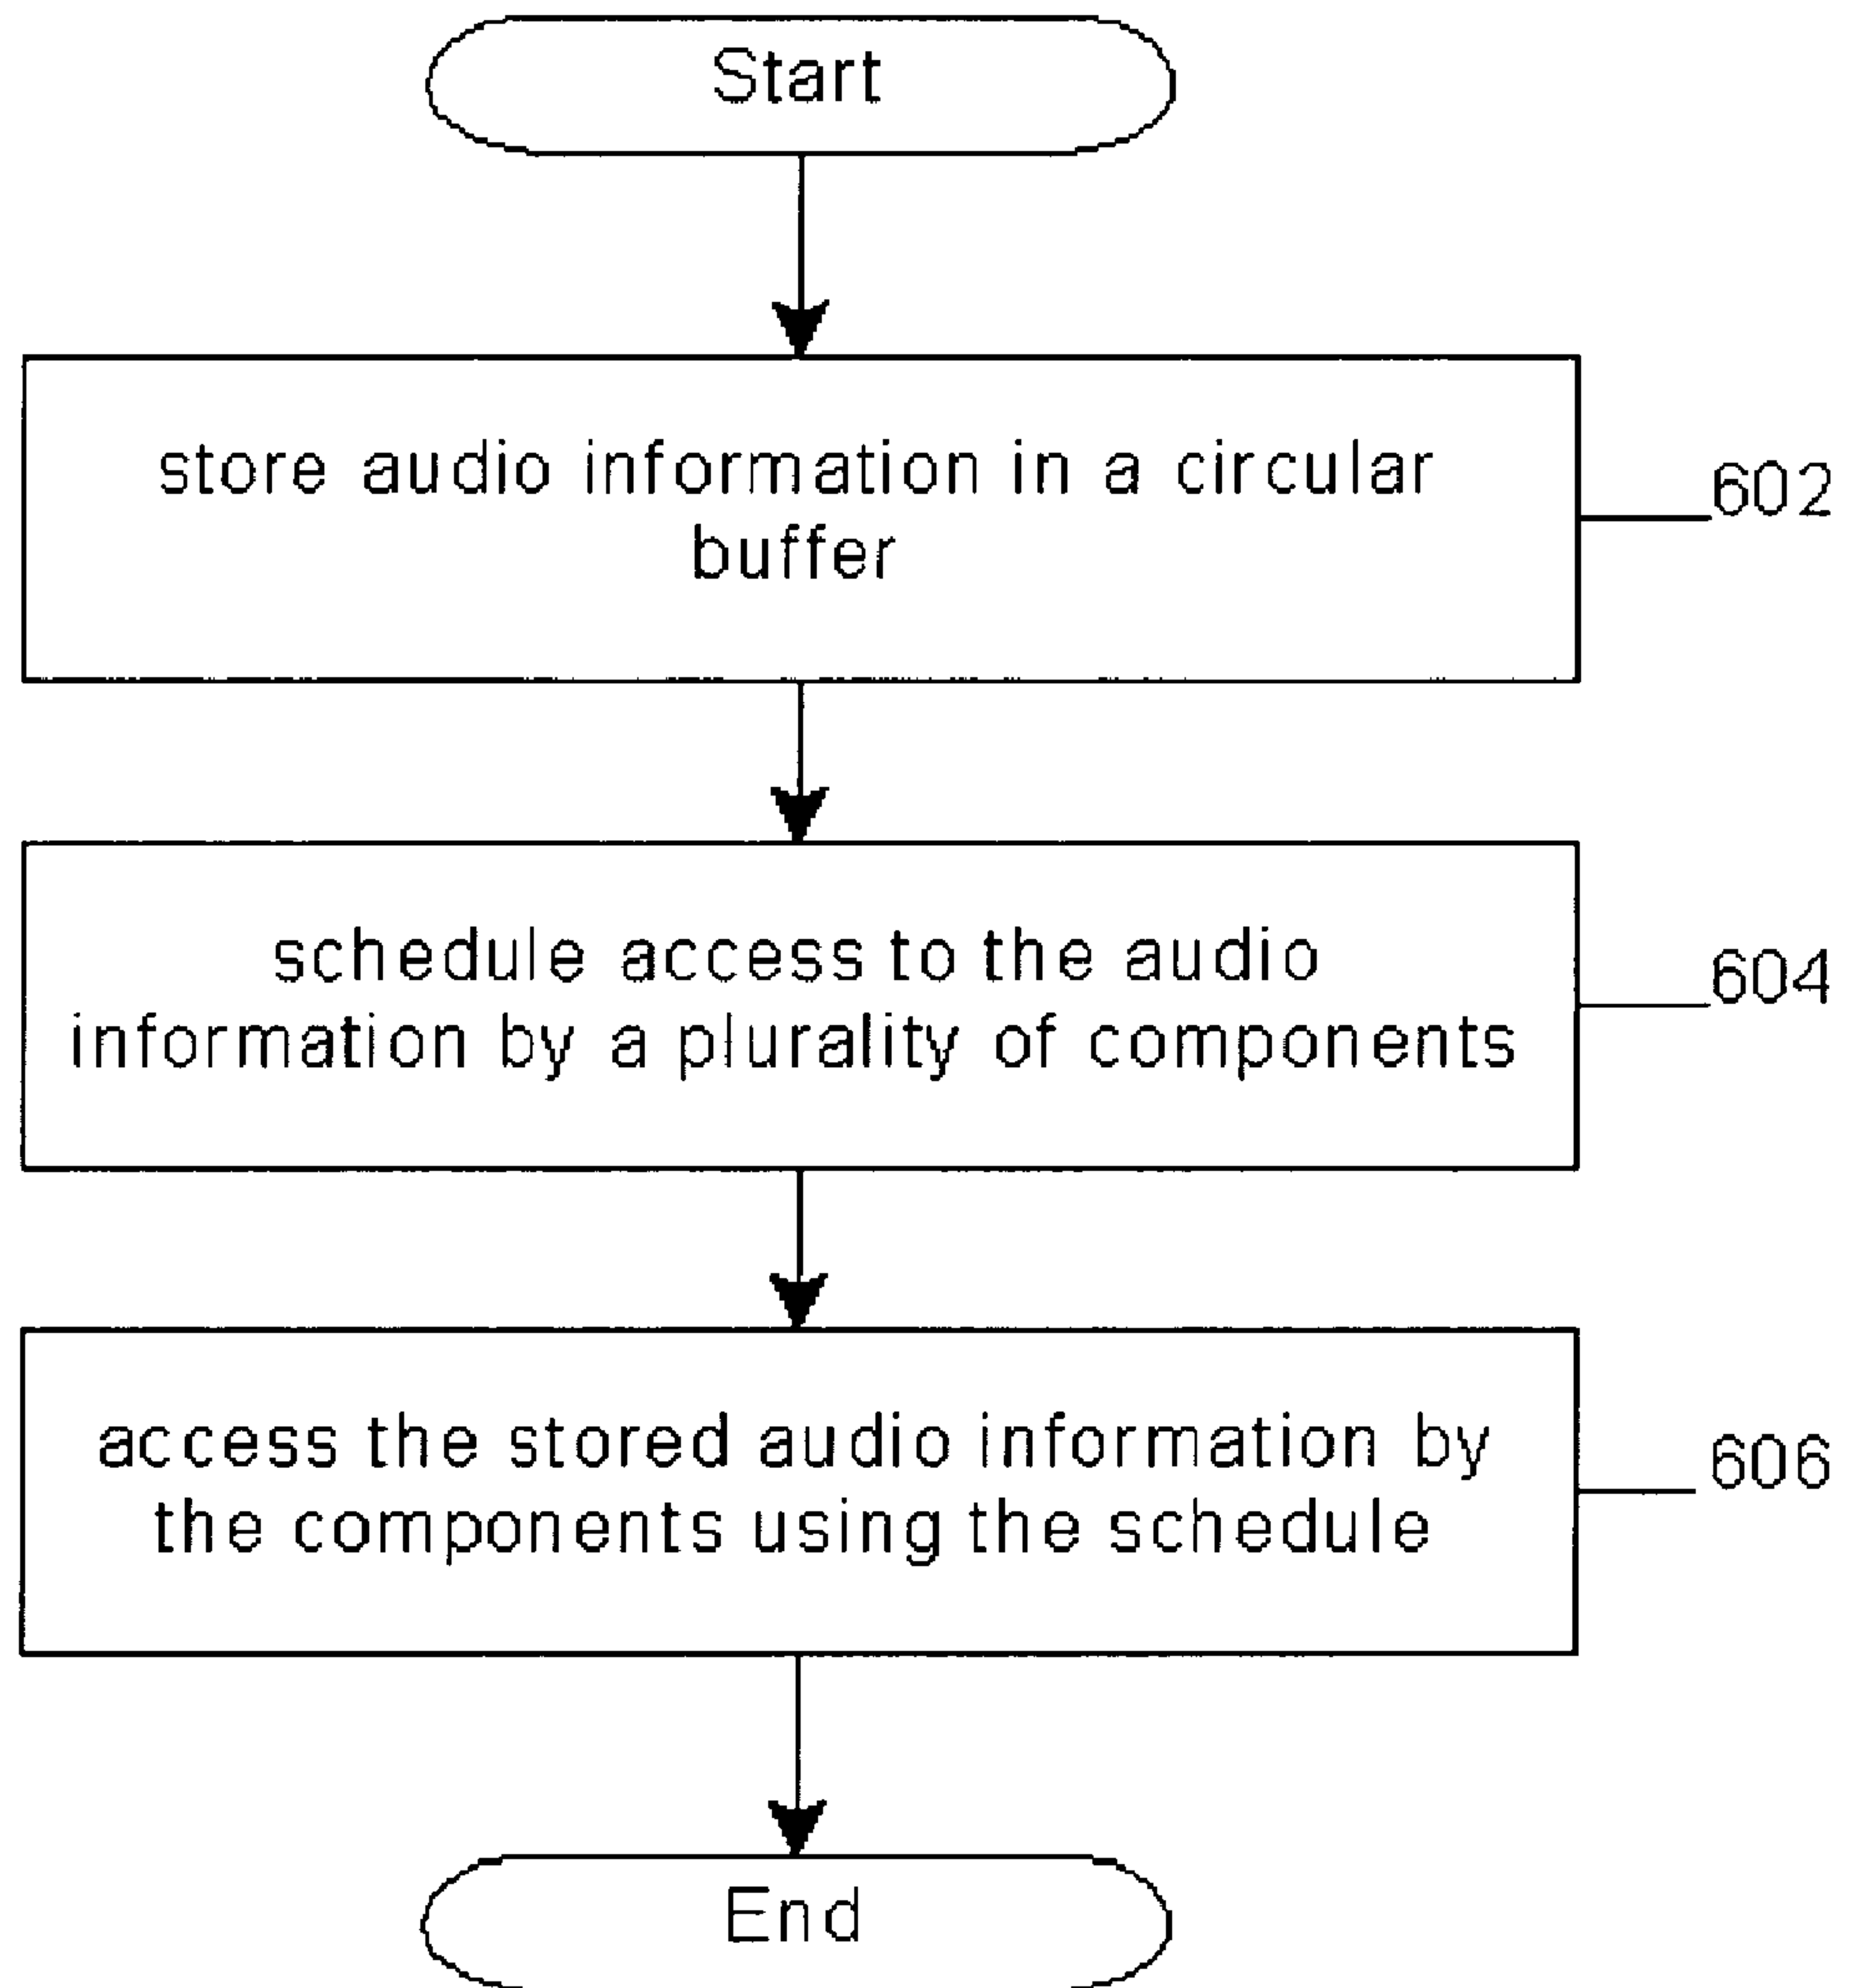 Start
store audio information in a circular
buffer
602
schedule access to the audio
information by a plurality of components
604
access the stored audio information by
the components using the schedule
606
End